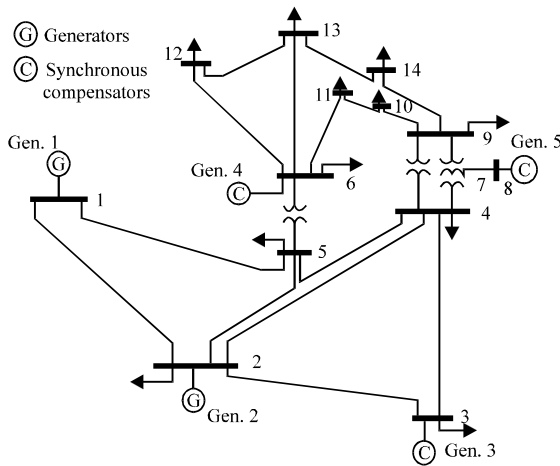 G Generators
C Synchronous
compensators
13
12
14
11
10
9
Gen. 1
G
Gen. 5
Gen. 4
C
6
7
8
C
1
4
5
2
G
Gen. 2
3
C
Gen. 3